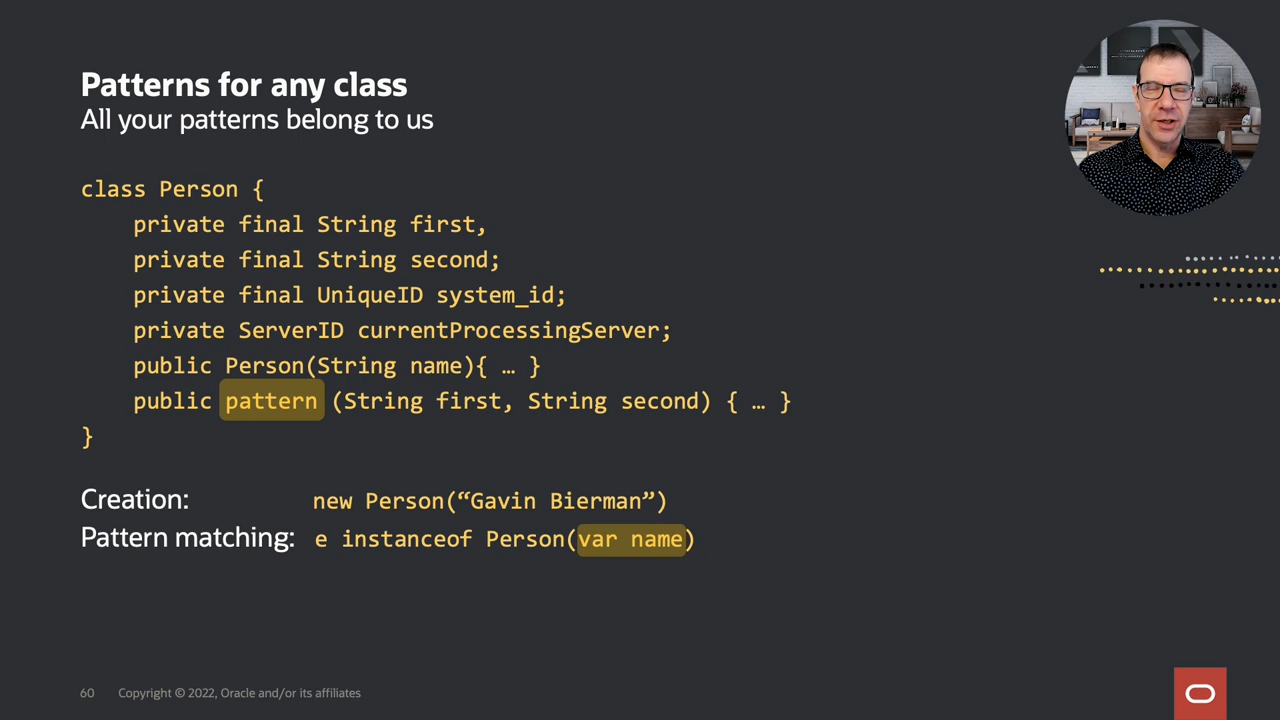 Patterns for any class
All your patterns belong to us
class Person {
    private final String first,
    private final String second;
    private final UniqueID system_id;
    private ServerID currentProcessingServer;
    public Person(String name){ … }
    public pattern (String first, String second) { … }
}
Creation: new Person(“Gavin Bierman”)
Pattern matching: e instanceof Person(var name)
60 Copyright © 2022, Oracle and/or its affiliates